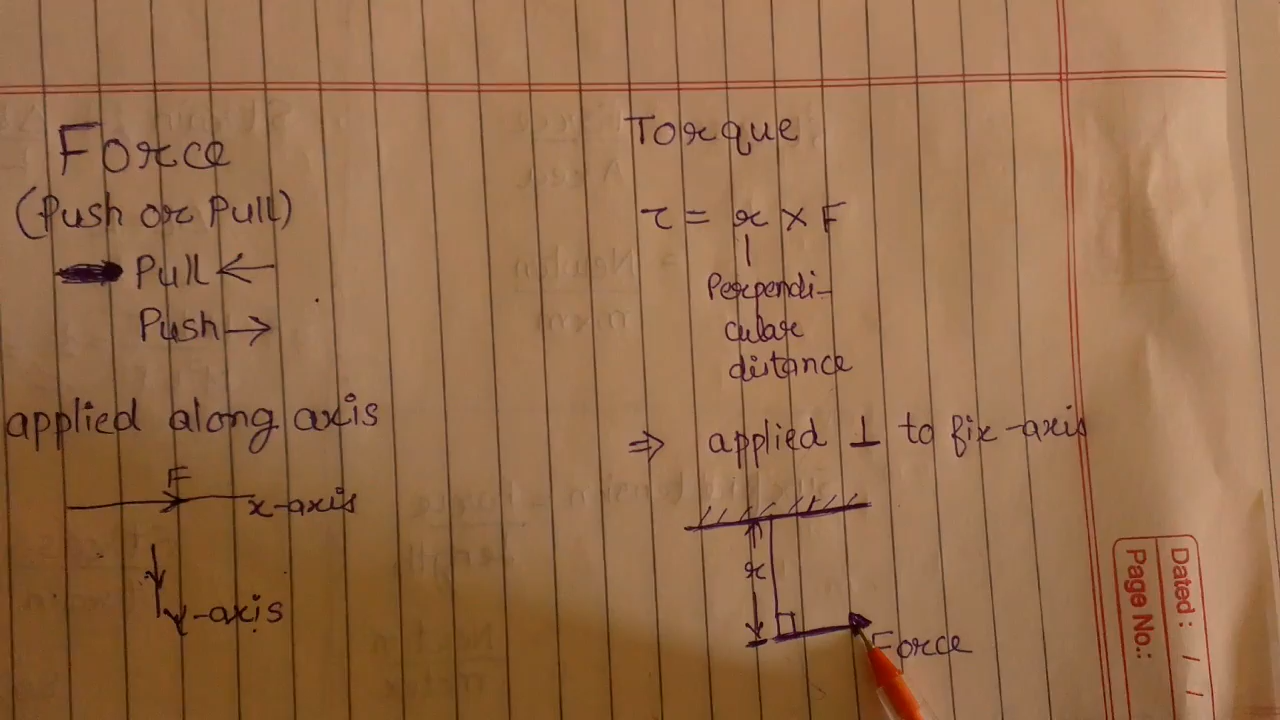 Force
(Push or Pull)
Pull ←
Push →
applied along axis
F
x-axis
Y-axis
Torque
τ = r × F
Perpendi-
cular
distance
⇒ applied ⊥ to fix-axis
r
Force
Dated: / /
Page No.: